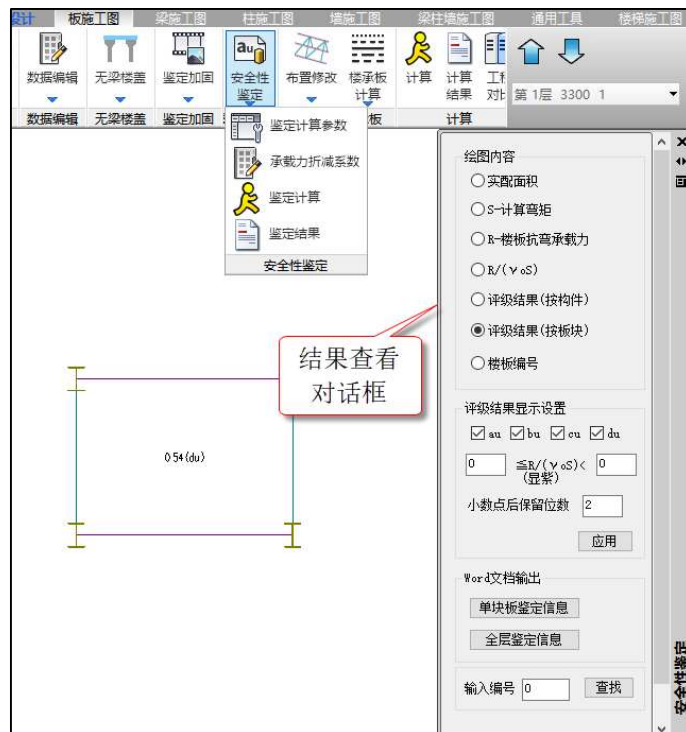 设计 板施工图 梁施工图 柱施工图 墙施工图 梁柱墙施工图 通用工具 楼梯施工图
数据编辑 无梁楼盖 鉴定加固 安全性鉴定 布置修改 楼承板计算 计算 计算结果 工程对比
第 1层 3300 1
数据编辑 无梁楼盖 鉴定加固 板 计算
鉴定计算参数
承载力折减系数
鉴定计算
鉴定结果
安全性鉴定
0.54(du)
结果查看
对话框
绘图内容
实配面积
S-计算弯矩
R-楼板抗弯承载力
R/(γoS)
评级结果(按构件)
评级结果(按板块)
楼板编号
评级结果显示设置
au bu cu du
0 ≦R/(γoS)< 0
(显紫)
小数点后保留位数 2
应用
Word文档输出
单块板鉴定信息
全层鉴定信息
输入编号 0 查找
安全性鉴定